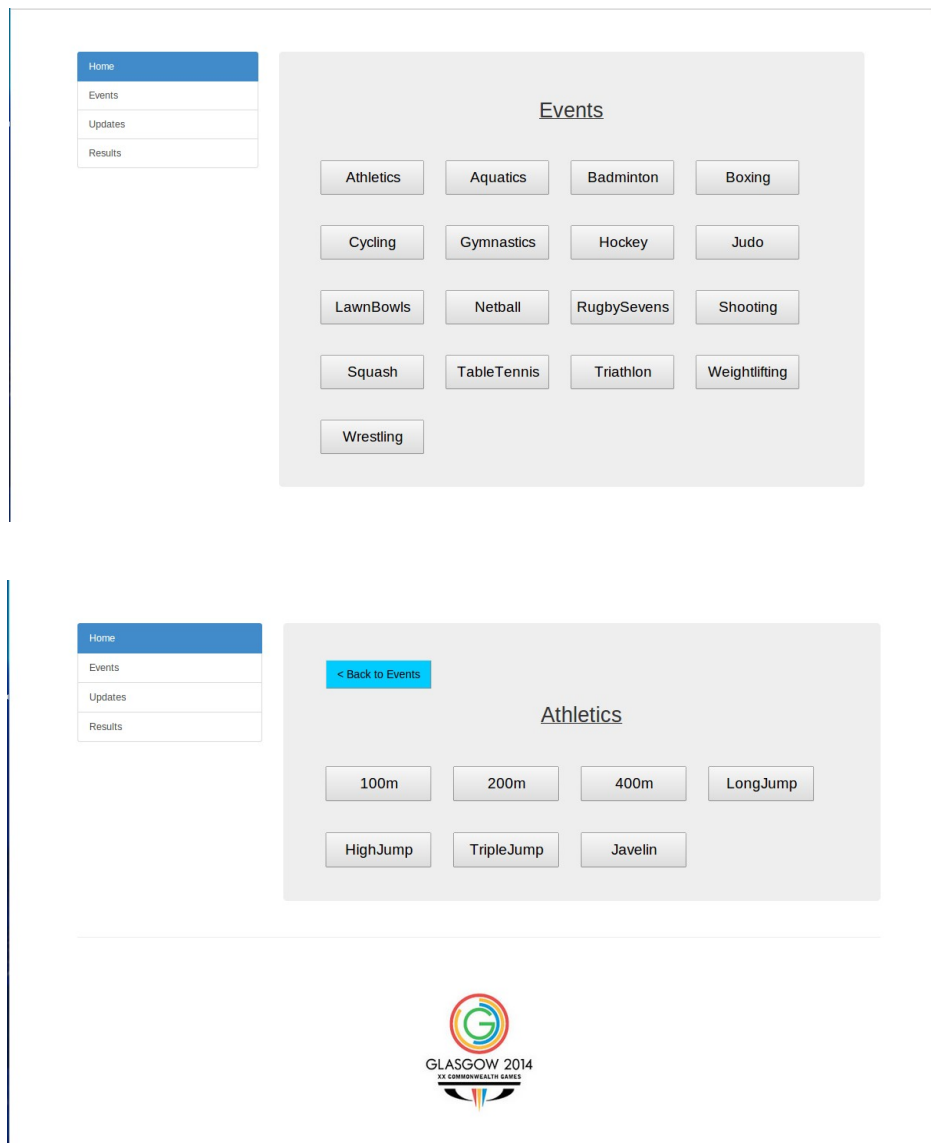 Home
Events
Updates
Results
Events
Athletics Aquatics Badminton Boxing
Cycling Gymnastics Hockey Judo
LawnBowls Netball RugbySevens Shooting
Squash TableTennis Triathlon Weightlifting
Wrestling
Home
Events
Updates
Results
< Back to Events
Athletics
100m 200m 400m LongJump
HighJump TripleJump Javelin
GLASGOW 2014
XX COMMONWEALTH GAMES